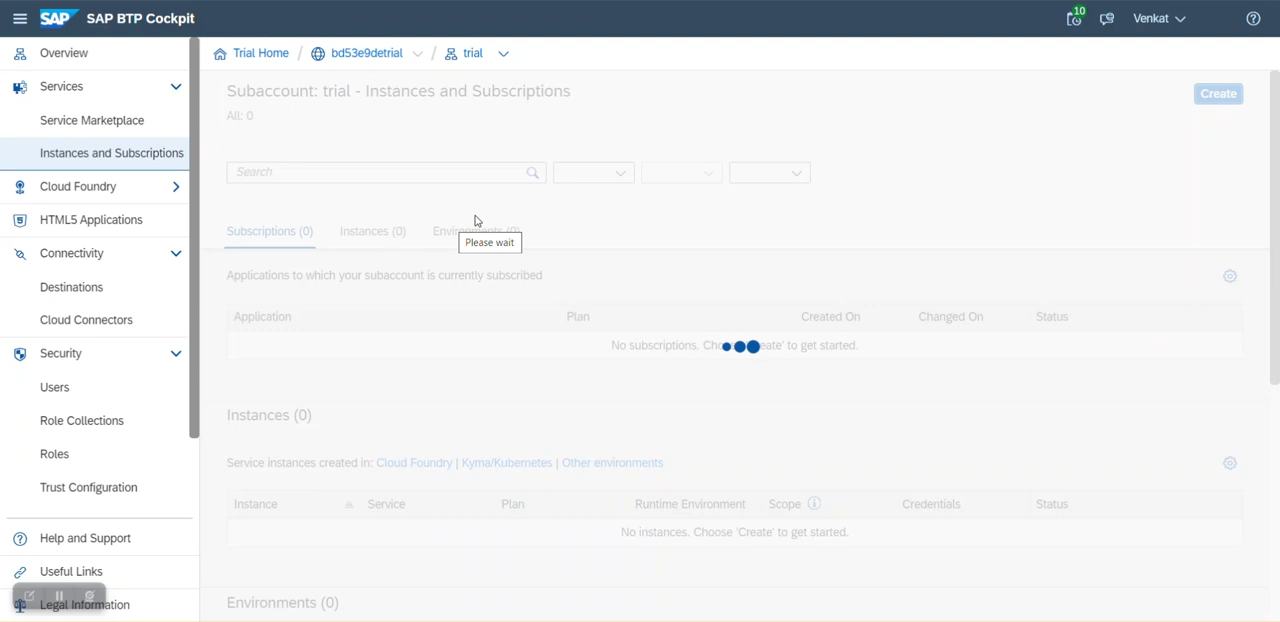 SAP SAP BTP Cockpit
10
Venkat
Overview
Services
Service Marketplace
Instances and Subscriptions
Cloud Foundry
HTML5 Applications
Connectivity
Destinations
Cloud Connectors
Security
Users
Role Collections
Roles
Trust Configuration
Help and Support
Useful Links
Legal Information
Trial Home / bd53e9detrial / trial
Subaccount: trial - Instances and Subscriptions
Create
All: 0
Search
Subscriptions (0) Instances (0) Environments (0)
Please wait
Applications to which your subaccount is currently subscribed
Application Plan Created On Changed On Status
No subscriptions. Choose 'Create' to get started.
Instances (0)
Service instances created in: Cloud Foundry | Kyma/Kubernetes | Other environments
Instance Service Plan Runtime Environment Scope Credentials Status
No instances. Choose 'Create' to get started.
Environments (0)